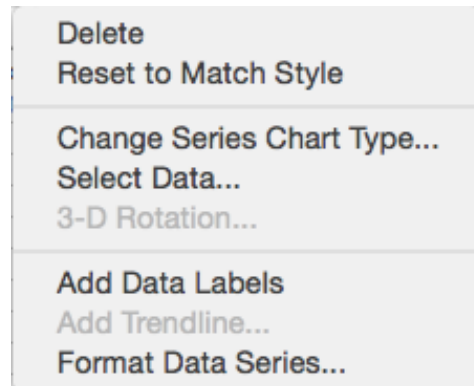 Delete
Reset to Match Style
Change Series Chart Type...
Select Data...
3-D Rotation...
Add Data Labels
Add Trendline...
Format Data Series...